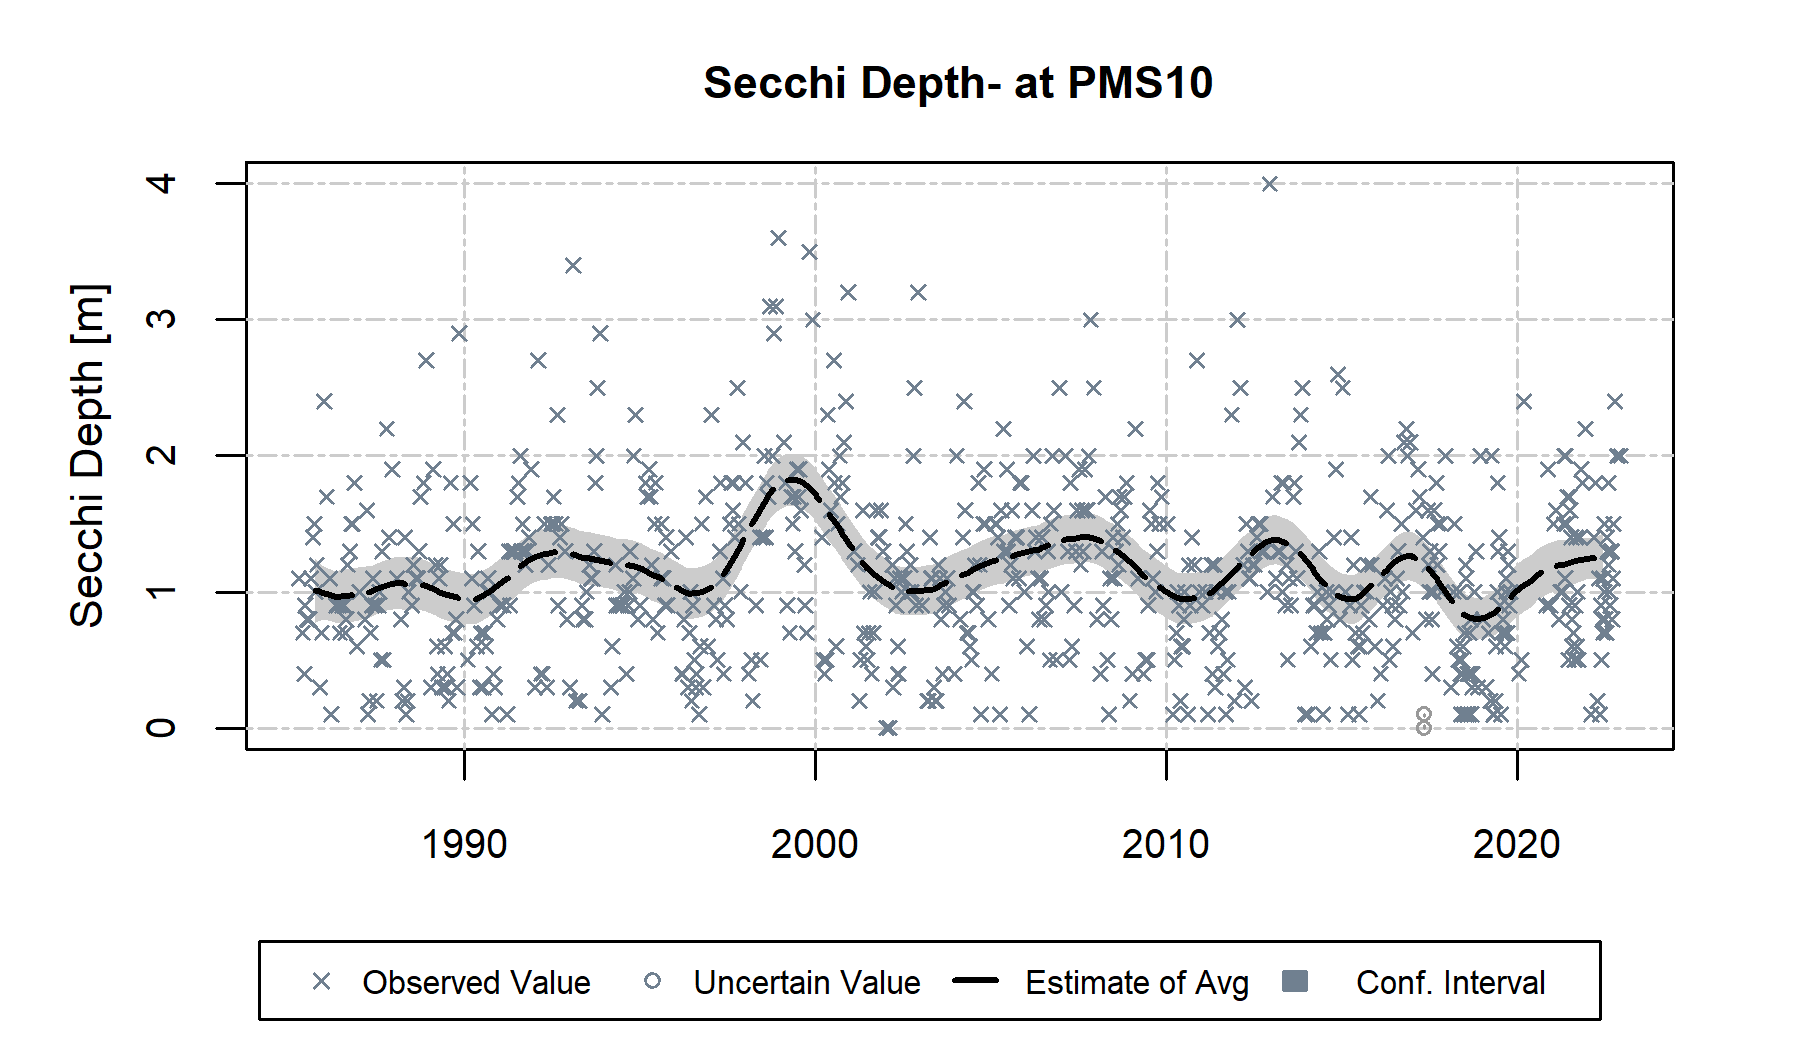 Secchi Depth- at PMS10
Secchi Depth [m]
4
3
2
1
0
1990 2000 2010 2020
Observed Value Uncertain Value Estimate of Avg Conf. Interval